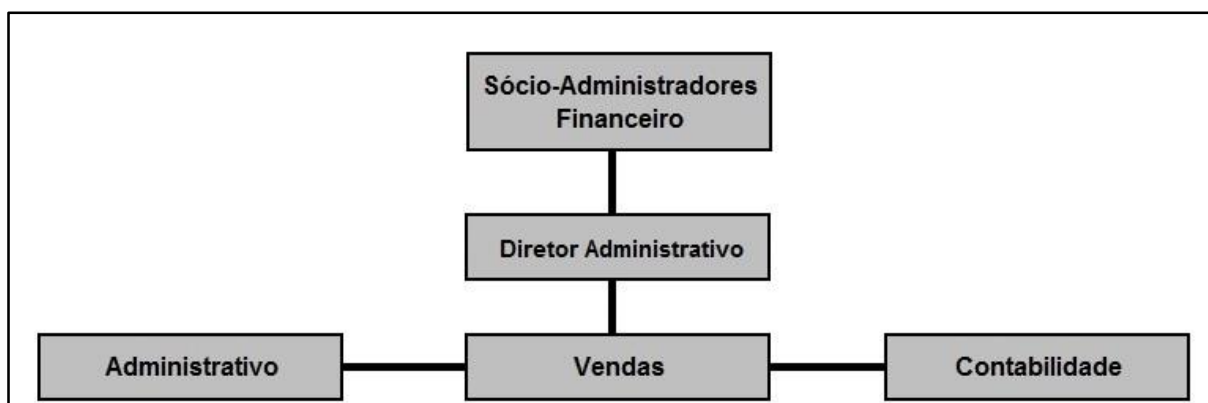 Sócio-Administradores
Financeiro
Diretor Administrativo
Administrativo
Vendas
Contabilidade